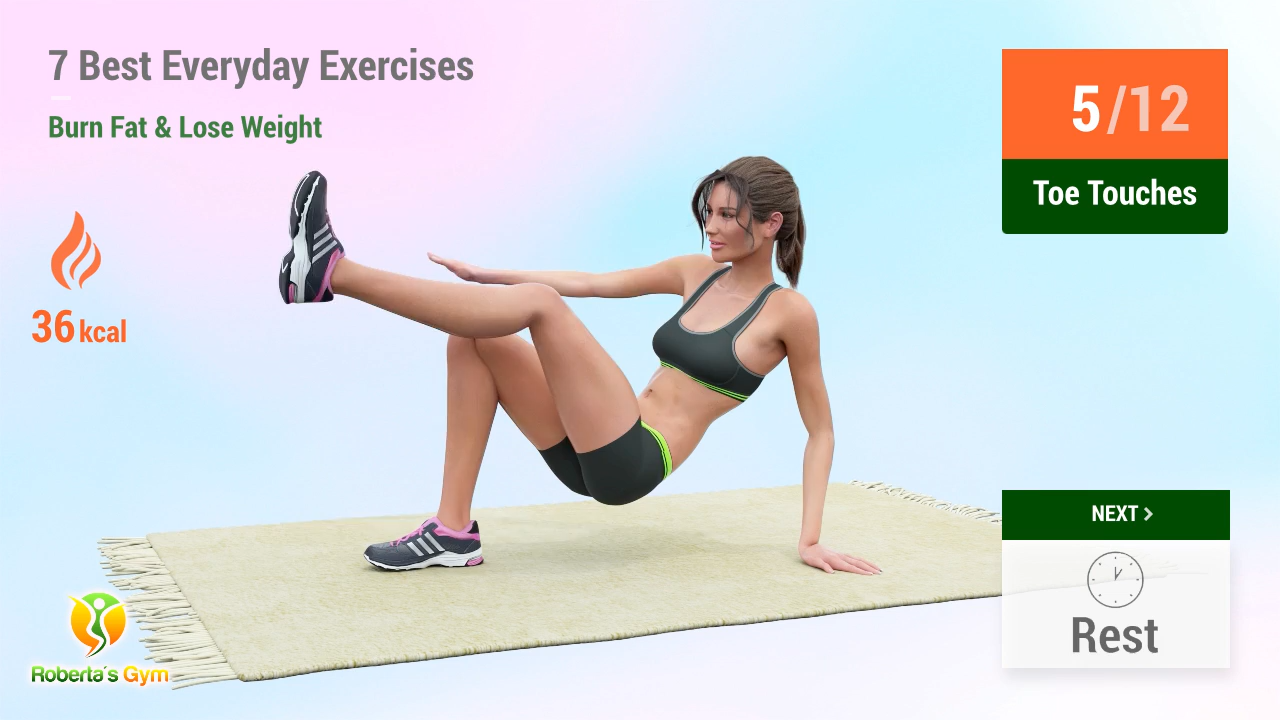 7 Best Everyday Exercises
Burn Fat & Lose Weight
5/12
Toe Touches
36 kcal
NEXT >
Rest
Roberta's Gym